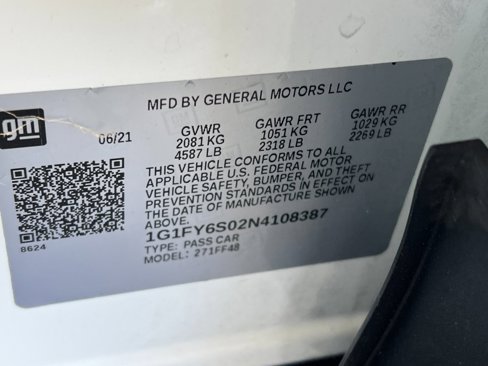 MFD BY GENERAL MOTORS LLC
gm
06/21
GVWR GAWR FRT GAWR RR
2081 KG 1051 KG 1029 KG
4587 LB 2318 LB 2269 LB
THIS VEHICLE CONFORMS TO ALL
APPLICABLE U.S. FEDERAL MOTOR
VEHICLE SAFETY, BUMPER, AND THEFT
PREVENTION STANDARDS IN EFFECT ON
THE DATE OF MANUFACTURE SHOWN
ABOVE.
1G1FY6S02N4108387
TYPE: PASS CAR
MODEL: 271FF48
8624